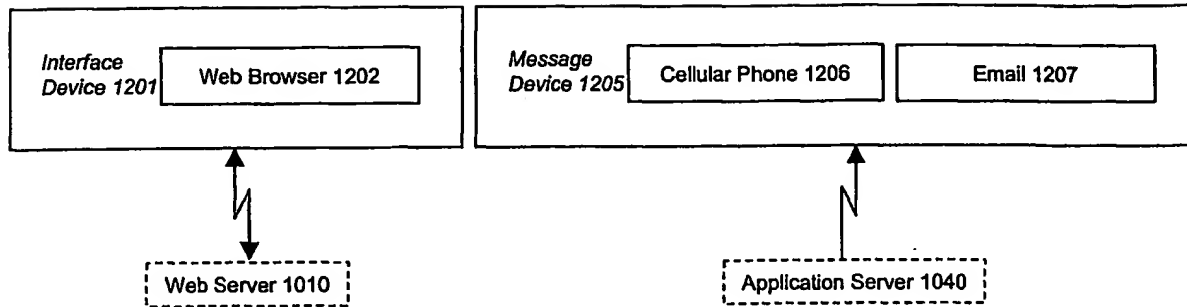 Interface
Device 1201
Web Browser 1202
Message
Device 1205
Cellular Phone 1206
Email 1207
Web Server 1010
Application Server 1040